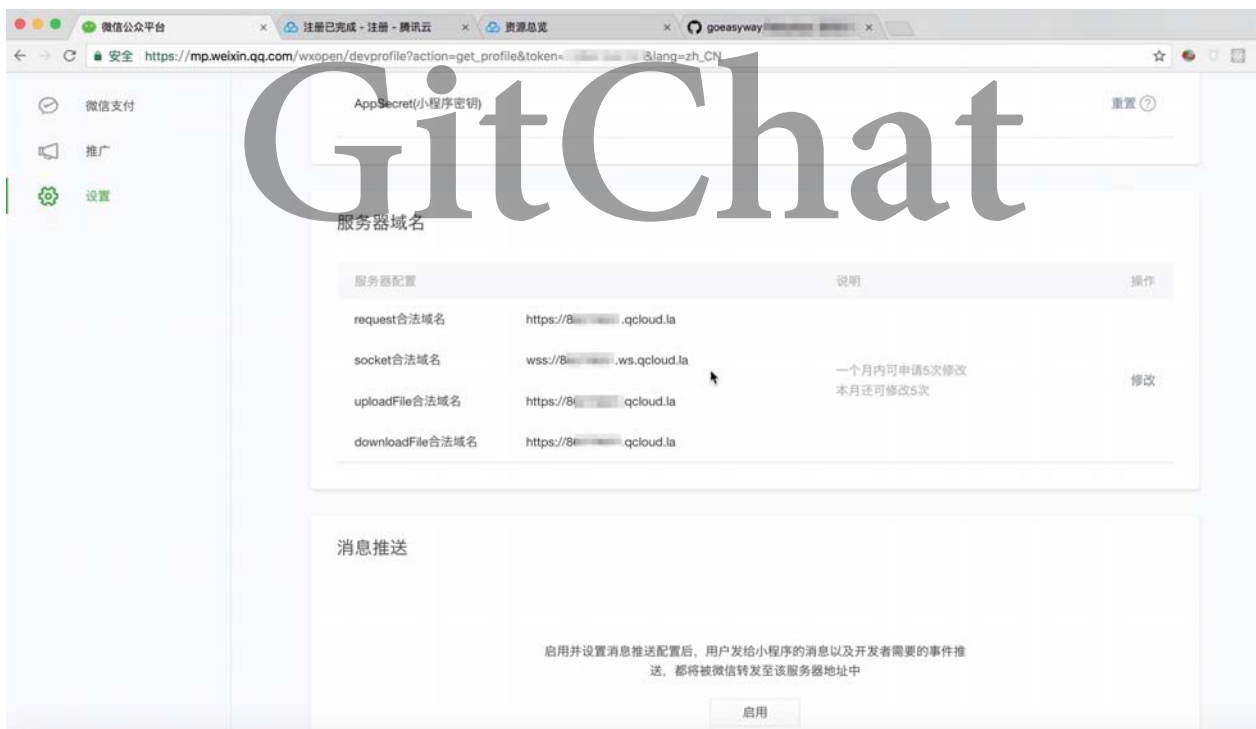 微信公众平台 × 注册已完成 - 注册 - 腾讯云 × 资源总览 × goeasyway ×
安全 https://mp.weixin.qq.com/wxopen/devprofile?action=get_profile&token= &lang=zh_CN
微信支付
AppSecret(小程序密钥)
重置
推广
GitChat
设置
服务器域名
服务器配置 说明 操作
request合法域名 https://8 .qcloud.la
socket合法域名 wss://8 .ws.qcloud.la
一个月内可申请5次修改
本月还可修改5次
修改
uploadFile合法域名 https://8 qcloud.la
downloadFile合法域名 https://8 .qcloud.la
消息推送
启用并设置消息推送配置后，用户发给小程序的消息以及开发者需要的事件推
送，都将被微信转发至该服务器地址中
启用